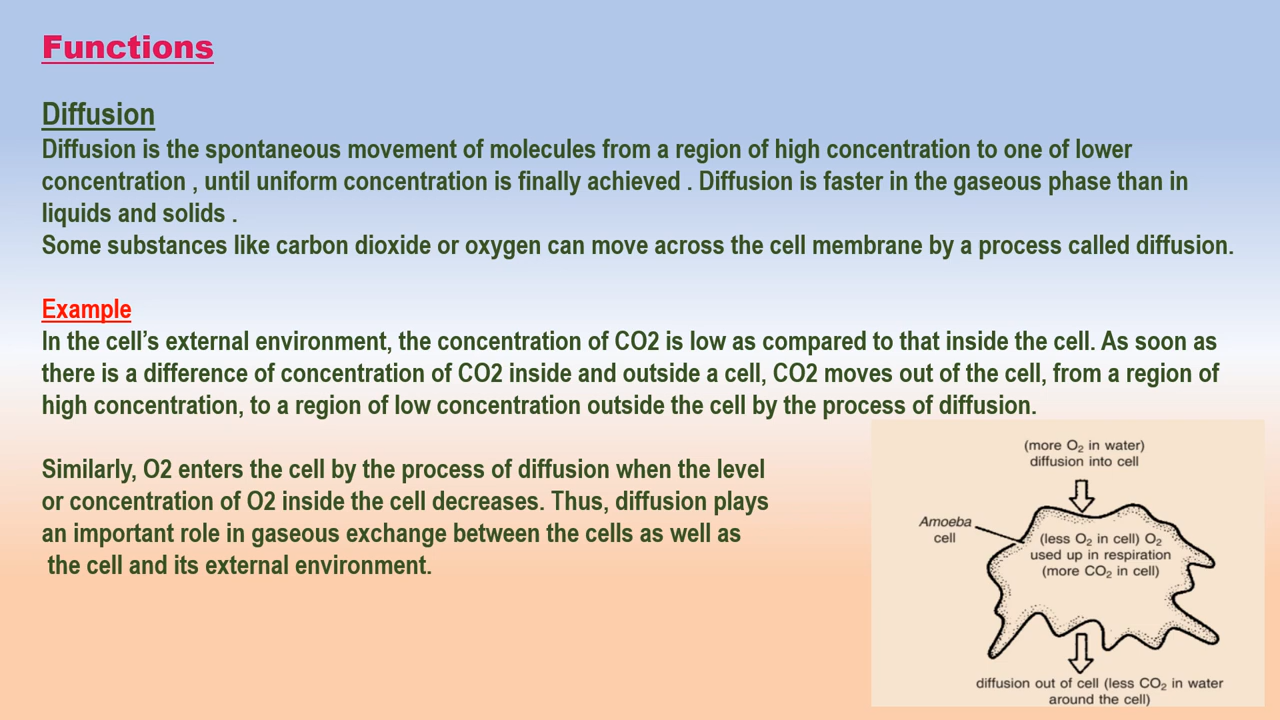 Functions
Diffusion
Diffusion is the spontaneous movement of molecules from a region of high concentration to one of lower
concentration , until uniform concentration is finally achieved . Diffusion is faster in the gaseous phase than in
liquids and solids .
Some substances like carbon dioxide or oxygen can move across the cell membrane by a process called diffusion.
Example
In the cell’s external environment, the concentration of CO2 is low as compared to that inside the cell. As soon as
there is a difference of concentration of CO2 inside and outside a cell, CO2 moves out of the cell, from a region of
high concentration, to a region of low concentration outside the cell by the process of diffusion.
Similarly, O2 enters the cell by the process of diffusion when the level
or concentration of O2 inside the cell decreases. Thus, diffusion plays
an important role in gaseous exchange between the cells as well as
the cell and its external environment.
(more O₂ in water)
diffusion into cell
Amoeba
cell
(less O₂ in cell) O₂
used up in respiration
(more CO₂ in cell)
diffusion out of cell (less CO₂ in water
around the cell)